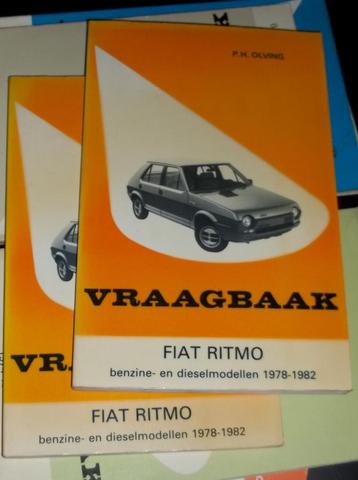 P.H. OLVING
VRAAGBAAK
FIAT RITMO
benzine- en dieselmodellen 1978-1982
VR
FIAT RITMO
benzine- en dieselmodellen 1978-1982